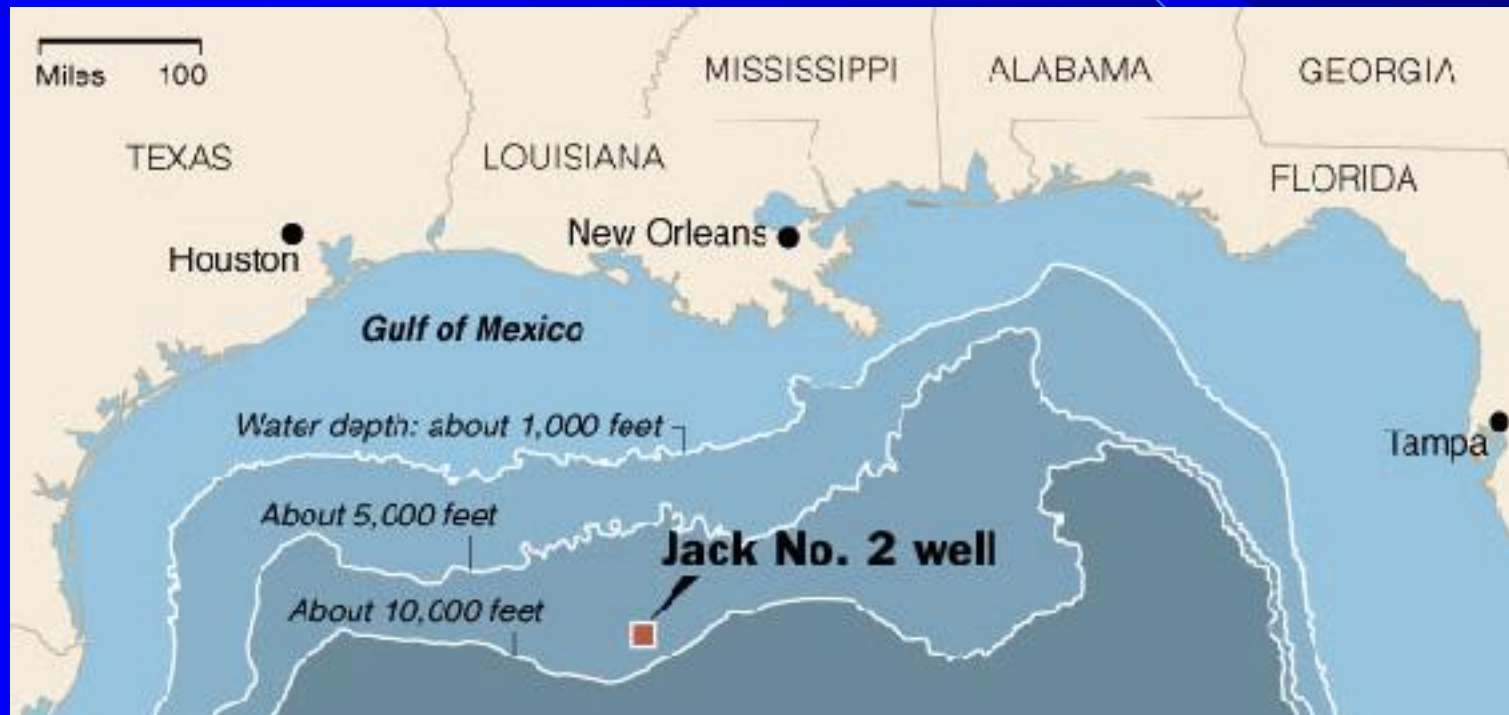 Miles 100
MISSISSIPPI
ALABAMA
GEORGIA
TEXAS
LOUISIANA
FLORIDA
New Orleans
Houston
Gulf of Mexico
Water depth: about 1,000 feet
Tampa
About 5,000 feet
Jack No. 2 well
About 10,000 feet